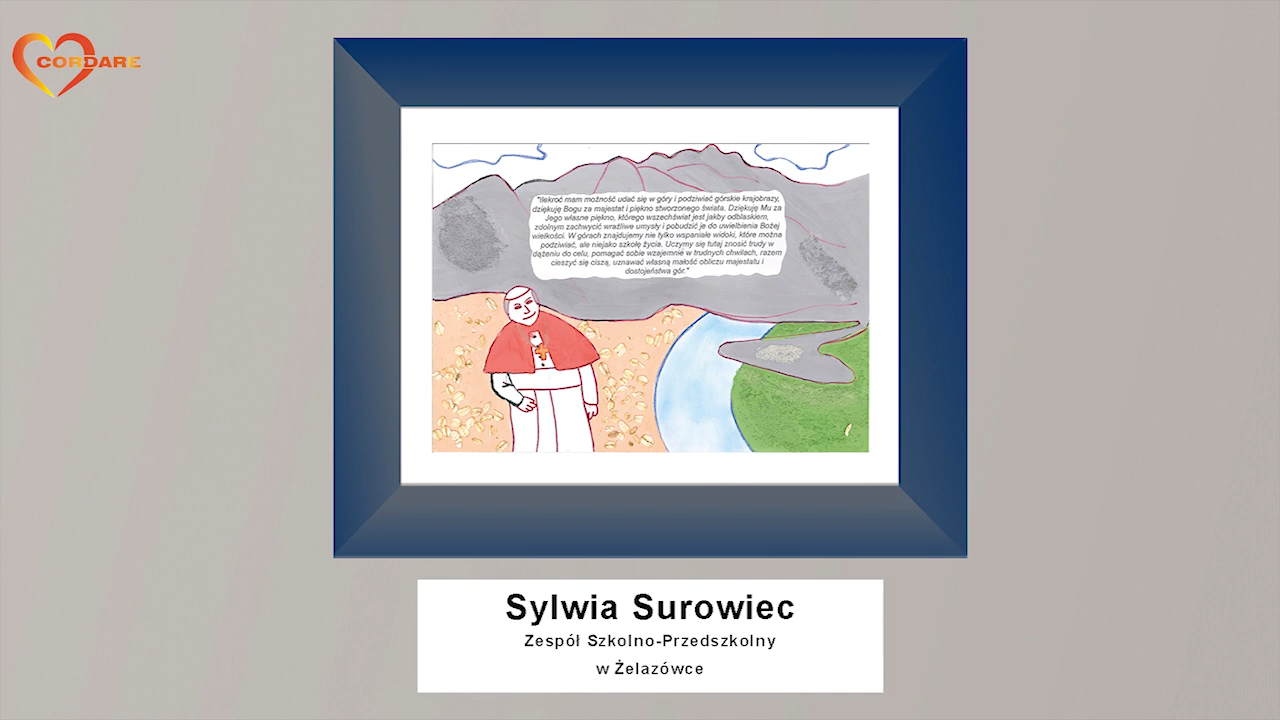 CORDARE
"Ilekroć mam możność udać się w góry i podziwiać górskie krajobrazy,
dziękuję Bogu za majestat i piękno stworzonego świata. Dziękuję Mu za
Jego własne piękno, którego wszechświat jest jakby odblaskiem,
zdolnym zachwycić wrażliwe umysły i pobudzić je do uwielbienia Bożej
wielkości. W górach znajdujemy nie tylko wspaniałe widoki, które można
podziwiać, ale niejako szkołę życia. Uczymy się tutaj znosić trudy w
dążeniu do celu, pomagać sobie wzajemnie w trudnych chwilach, razem
cieszyć się ciszą, uznawać własną małość obliczu majestatu i
dostojeństwa gór."
Sylwia Surowiec
Zespół Szkolno-Przedszkolny
w Żelazówce